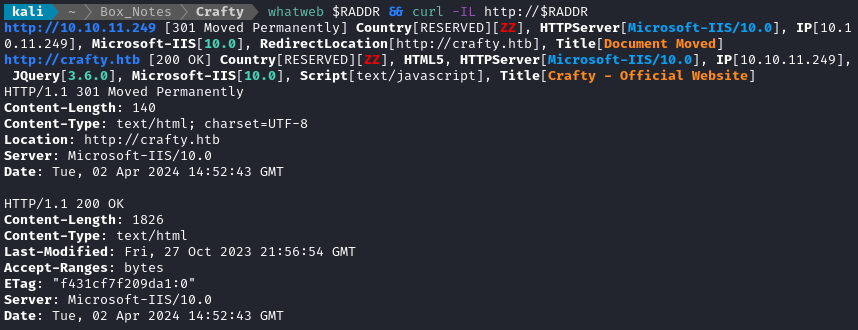 kali ~ Box_Notes Crafty whatweb $RADDR && curl -IL http://$RADDR
http://10.10.11.249 [301 Moved Permanently] Country[RESERVED][ZZ], HTTPServer[Microsoft-IIS/10.0], IP[10.1
0.11.249], Microsoft-IIS[10.0], RedirectLocation[http://crafty.htb], Title[Document Moved]
http://crafty.htb [200 OK] Country[RESERVED][ZZ], HTML5, HTTPServer[Microsoft-IIS/10.0], IP[10.10.11.249],
 JQuery[3.6.0], Microsoft-IIS[10.0], Script[text/javascript], Title[Crafty - Official Website]
HTTP/1.1 301 Moved Permanently
Content-Length: 140
Content-Type: text/html; charset=UTF-8
Location: http://crafty.htb
Server: Microsoft-IIS/10.0
Date: Tue, 02 Apr 2024 14:52:43 GMT

HTTP/1.1 200 OK
Content-Length: 1826
Content-Type: text/html
Last-Modified: Fri, 27 Oct 2023 21:56:54 GMT
Accept-Ranges: bytes
ETag: "f431cf7f209da1:0"
Server: Microsoft-IIS/10.0
Date: Tue, 02 Apr 2024 14:52:43 GMT